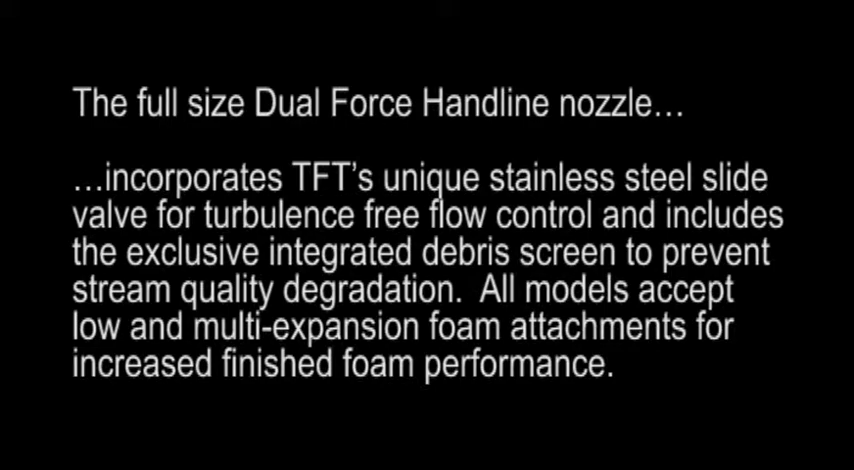 The full size Dual Force Handline nozzle…
…incorporates TFT's unique stainless steel slide
valve for turbulence free flow control and includes
the exclusive integrated debris screen to prevent
stream quality degradation.  All models accept
low and multi-expansion foam attachments for
increased finished foam performance.